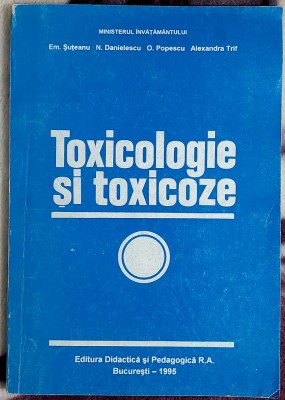 MINISTERUL ÎNVĂȚĂMÂNTULUI
Em. Șuțeanu N. Danielescu O. Popescu Alexandra Trif
Toxicologie
și toxicoze
Editura Didactică și Pedagogică R.A.
București – 1995